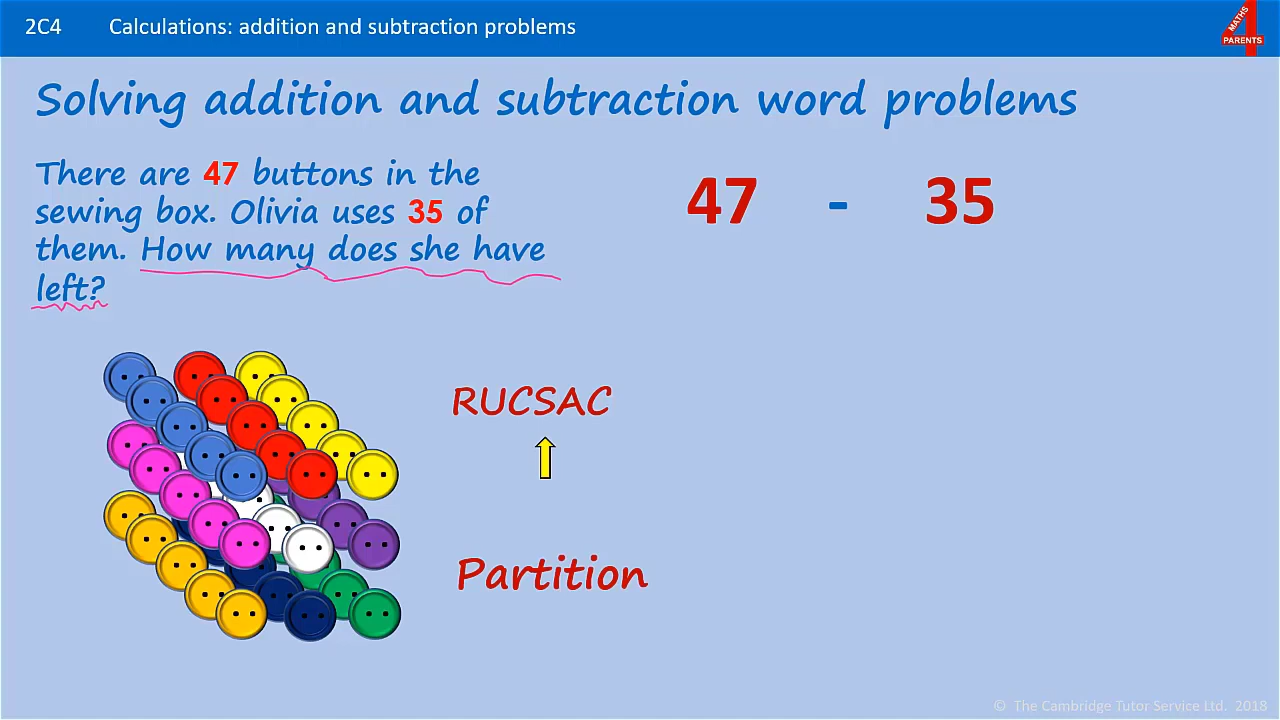 2C4 Calculations: addition and subtraction problems
MATHS
4
PARENTS
Solving addition and subtraction word problems
There are 47 buttons in the
sewing box. Olivia uses 35 of
them. How many does she have
left?
47 - 35
RUCSAC
Partition
© The Cambridge Tutor Service Ltd. 2018